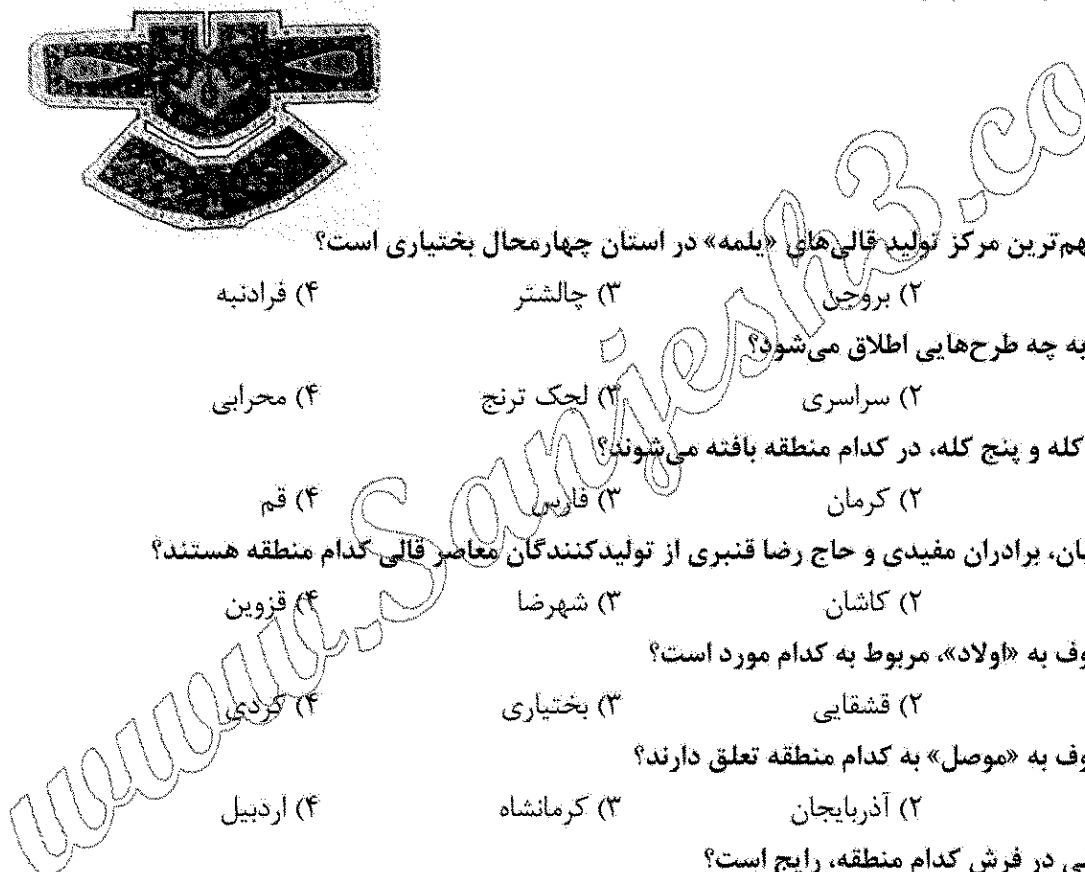 هم‌ترین مرکز تولید قالی‌های «یلمه» در استان چهارمحال بختیاری است؟
۲) بروجن ۳) چالشتر ۴) فرادنبه
به چه طرح‌هایی اطلاق می‌شود؟
۲) سراسری ۳) لچک ترنج ۴) محرابی
کله و پنج کله، در کدام منطقه بافته می‌شوند؟
۲) کرمان ۳) فارس ۴) قم
یان، برادران مفیدی و حاج رضا قنبری از تولیدکنندگان معاصر قالی کدام منطقه هستند؟
۲) کاشان ۳) شهرضا ۴) قزوین
وف به «اولاد»، مربوط به کدام مورد است؟
۲) قشقایی ۳) بختیاری ۴) کردی
وف به «موصل» به کدام منطقه تعلق دارند؟
۲) آذربایجان ۳) کرمانشاه ۴) اردبیل
ی در فرش کدام منطقه، رایج است؟
www.Sanjesh3.co